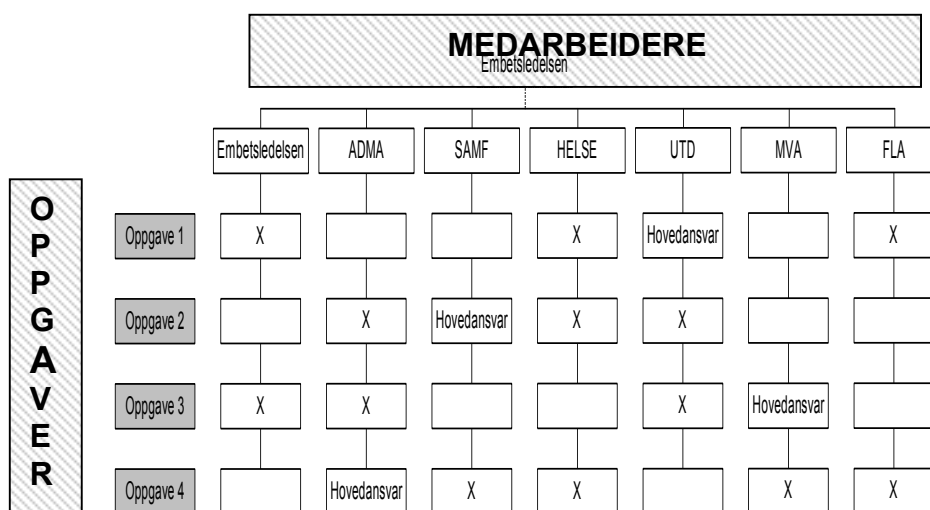 MEDARBEIDERE
Embetsledelsen
Embetsledelsen ADMA SAMF HELSE UTD MVA FLA
OPPGAVER
Oppgave 1 X X Hovedansvar X
Oppgave 2 X Hovedansvar X X
Oppgave 3 X X X Hovedansvar
Oppgave 4 Hovedansvar X X X X